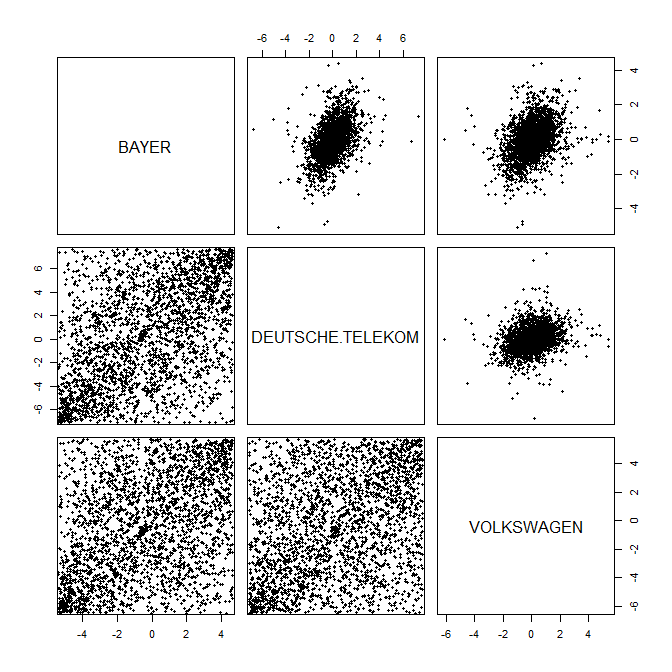 -6 -4 -2 0 2 4 6
BAYER
4 2 0 -2 -4
6 4 2 0 -2 -4 -6
DEUTSCHE.TELEKOM
VOLKSWAGEN
4 2 0 -2 -4 -6
-4 -2 0 2 4
-6 -4 -2 0 2 4